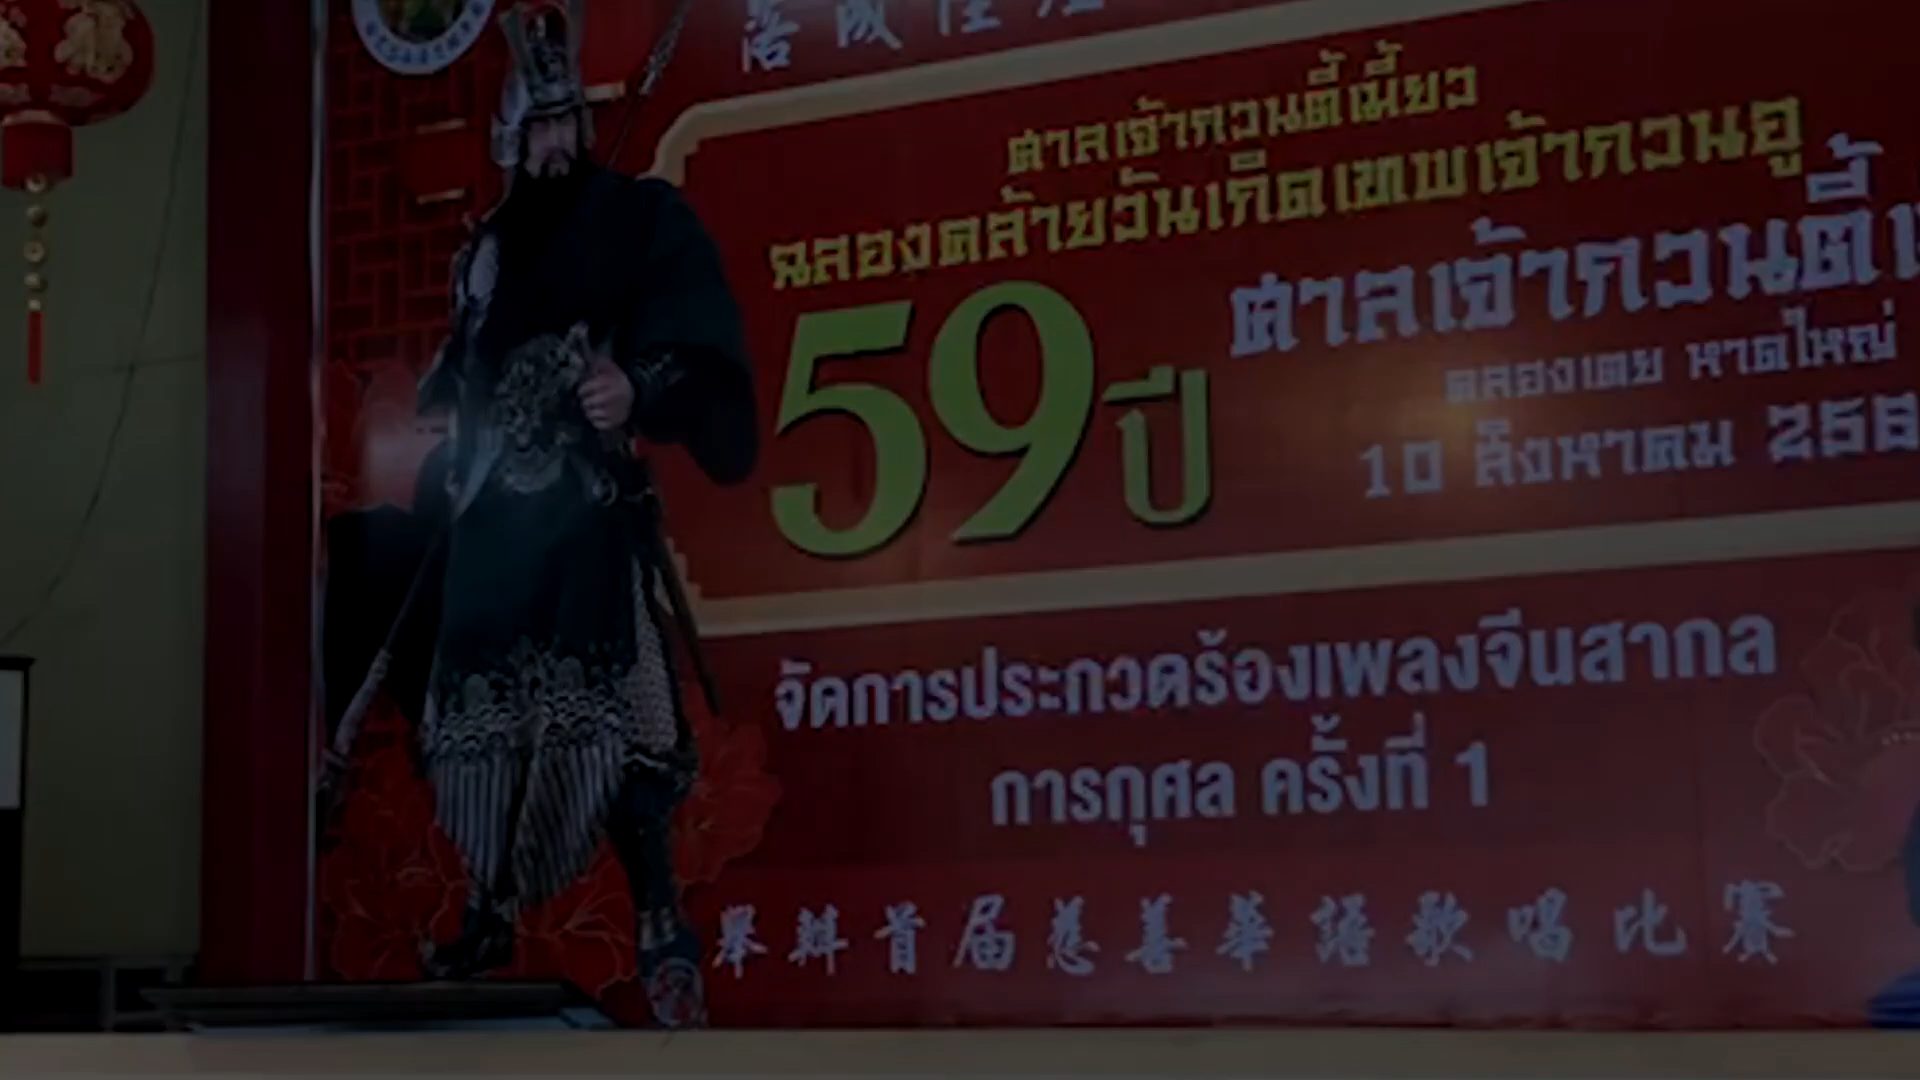 ศาลเจ้ากวนตี้เมี้ยว
ฉลองคล้ายวันเกิดเทพเจ้ากวนอู
59 ปี
ศาลเจ้ากวนตี้
คลองเตย หาดใหญ่
10 สิงหาคม 256
จัดการประกวดร้องเพลงจีนสากล
การกุศล ครั้งที่ 1
舉辦首屆慈善華語歌唱比賽